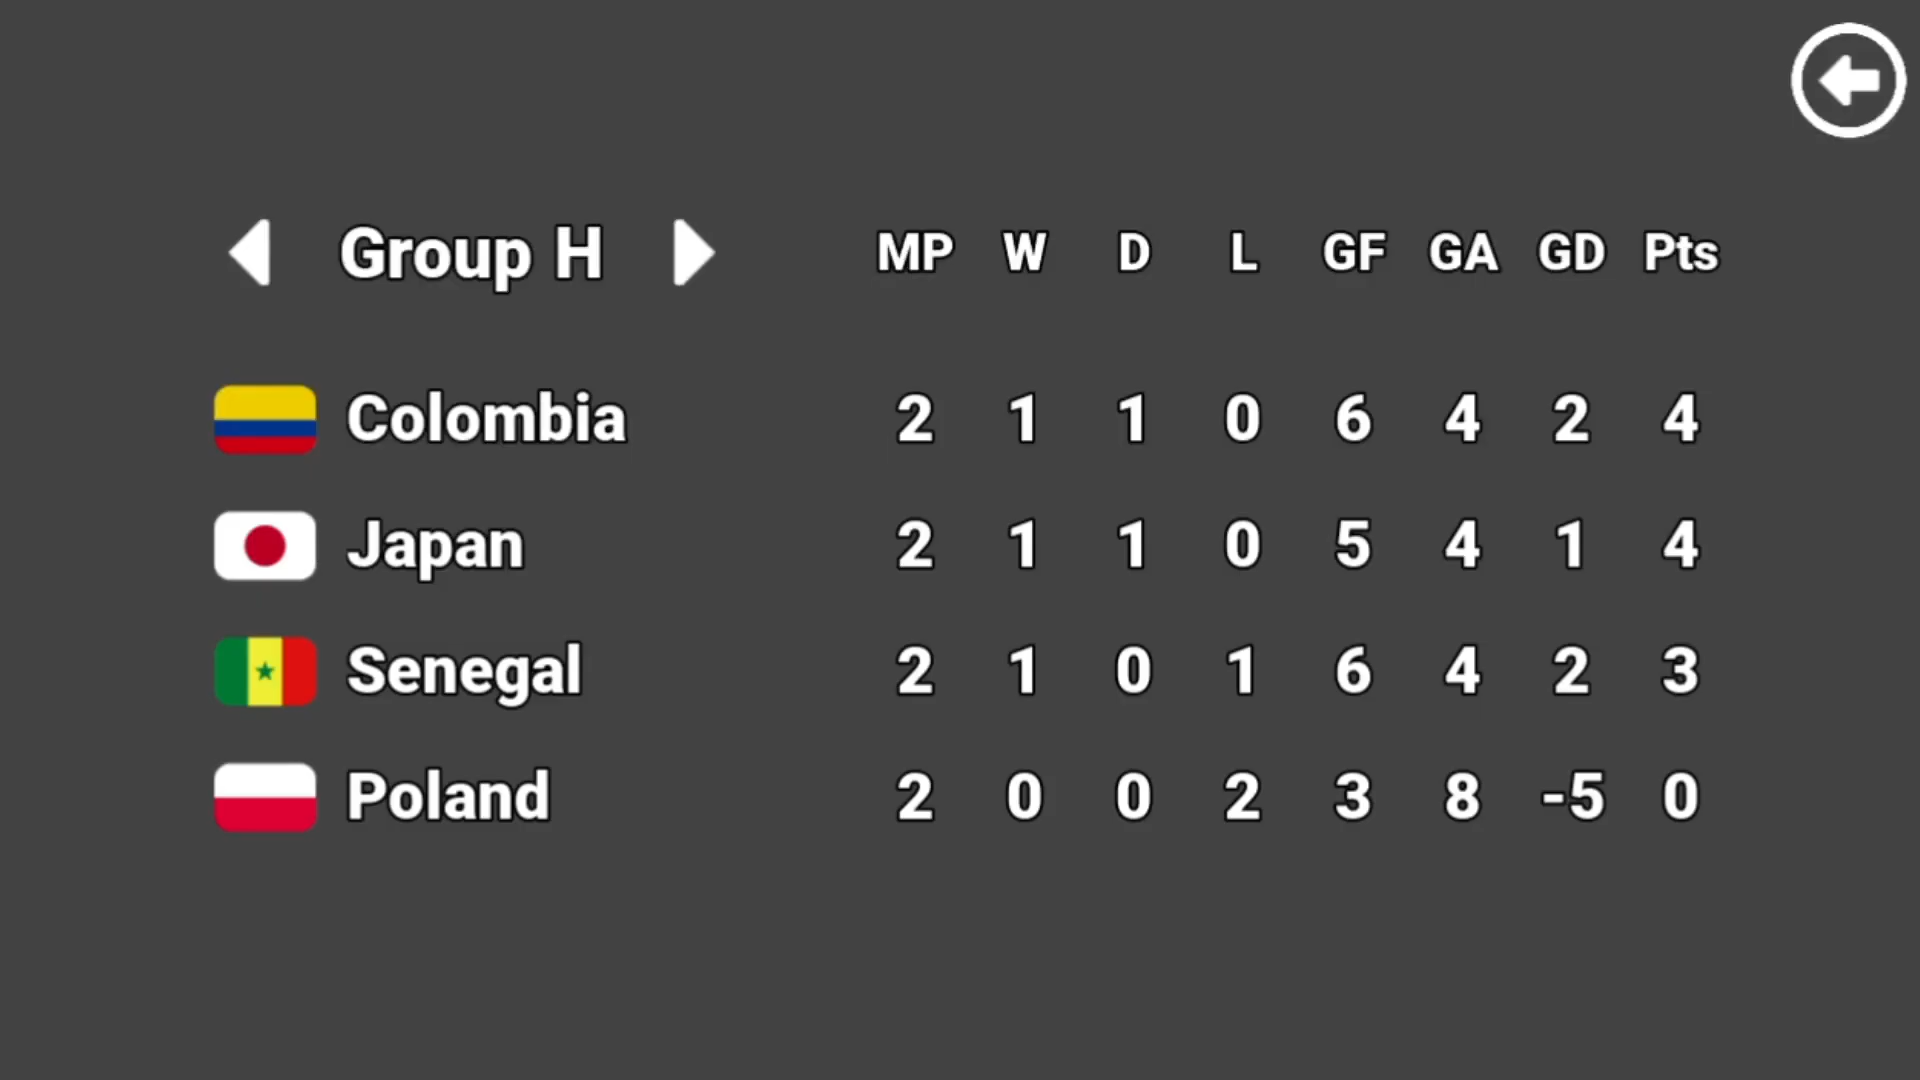 Group H MP W D L GF GA GD Pts
Colombia 2 1 1 0 6 4 2 4
Japan 2 1 1 0 5 4 1 4
Senegal 2 1 0 1 6 4 2 3
Poland 2 0 0 2 3 8 -5 0